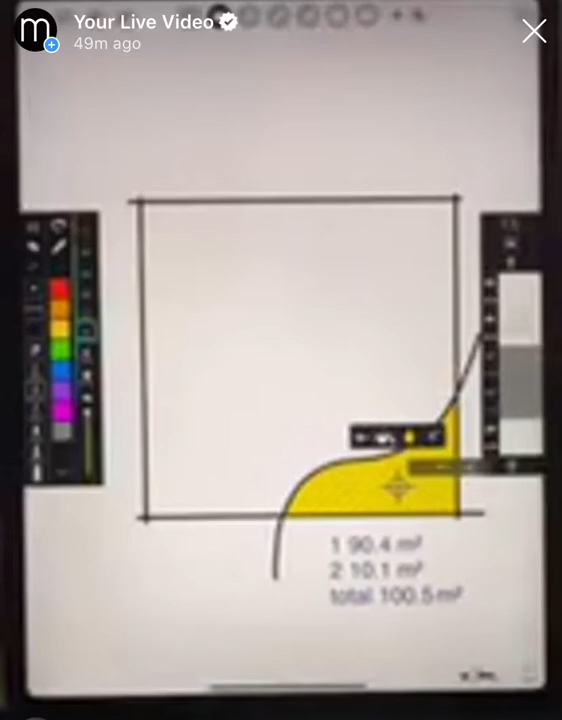 m
Your Live Video
49m ago
1 90.4 m²
2 10.1 m²
total 100.5 m²